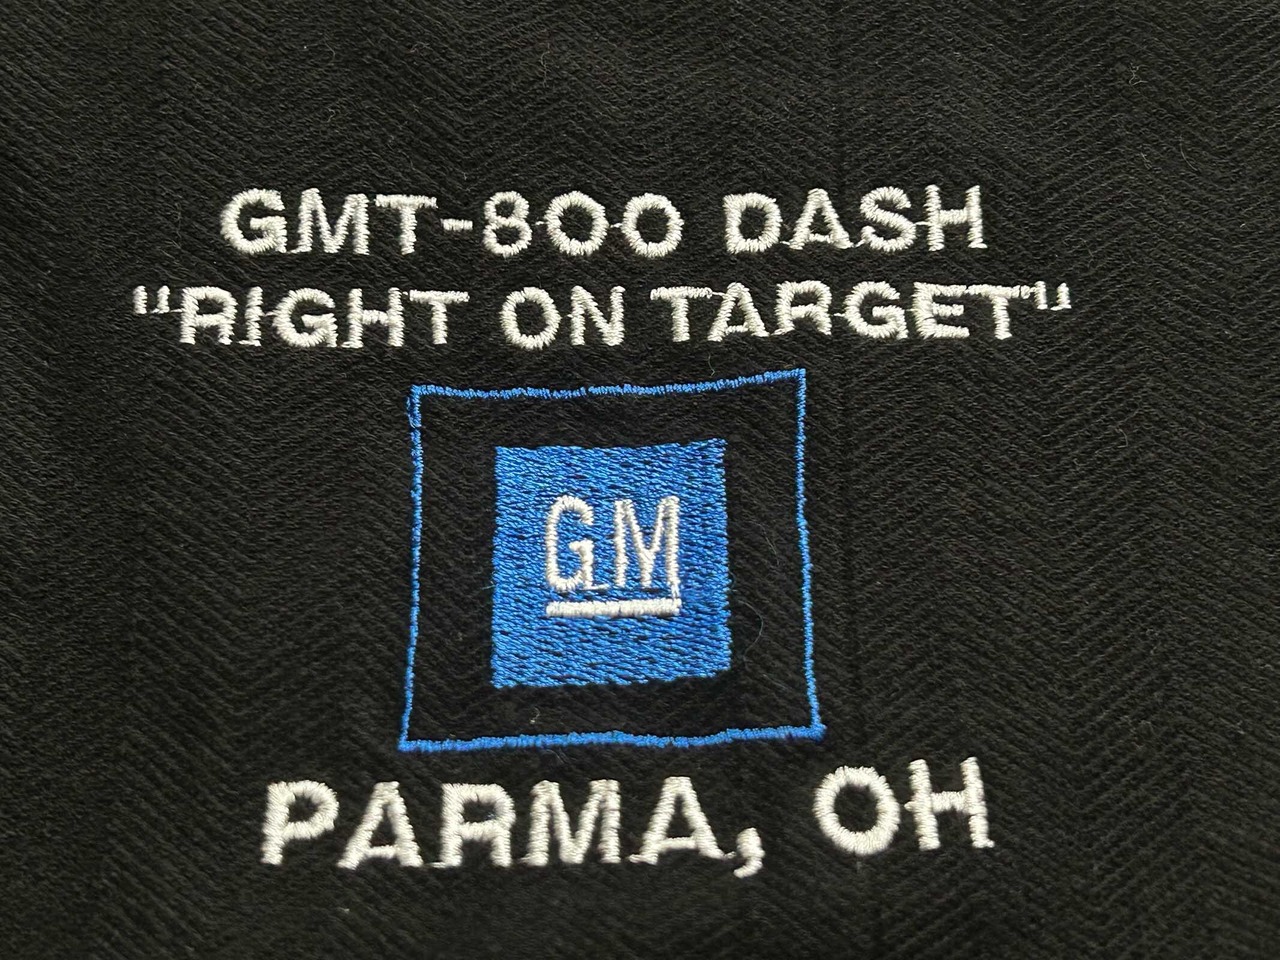 GMT-800 DASH
"RIGHT ON TARGET"
GM
PARMA, OH